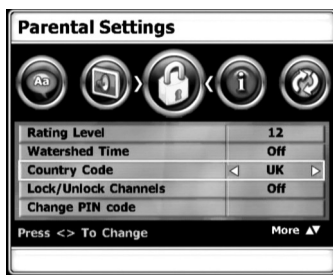 Parental Settings
Aa
Rating Level 12
Watershed Time Off
Country Code UK
Lock/Unlock Channels Off
Change PIN code
Press <> To Change More